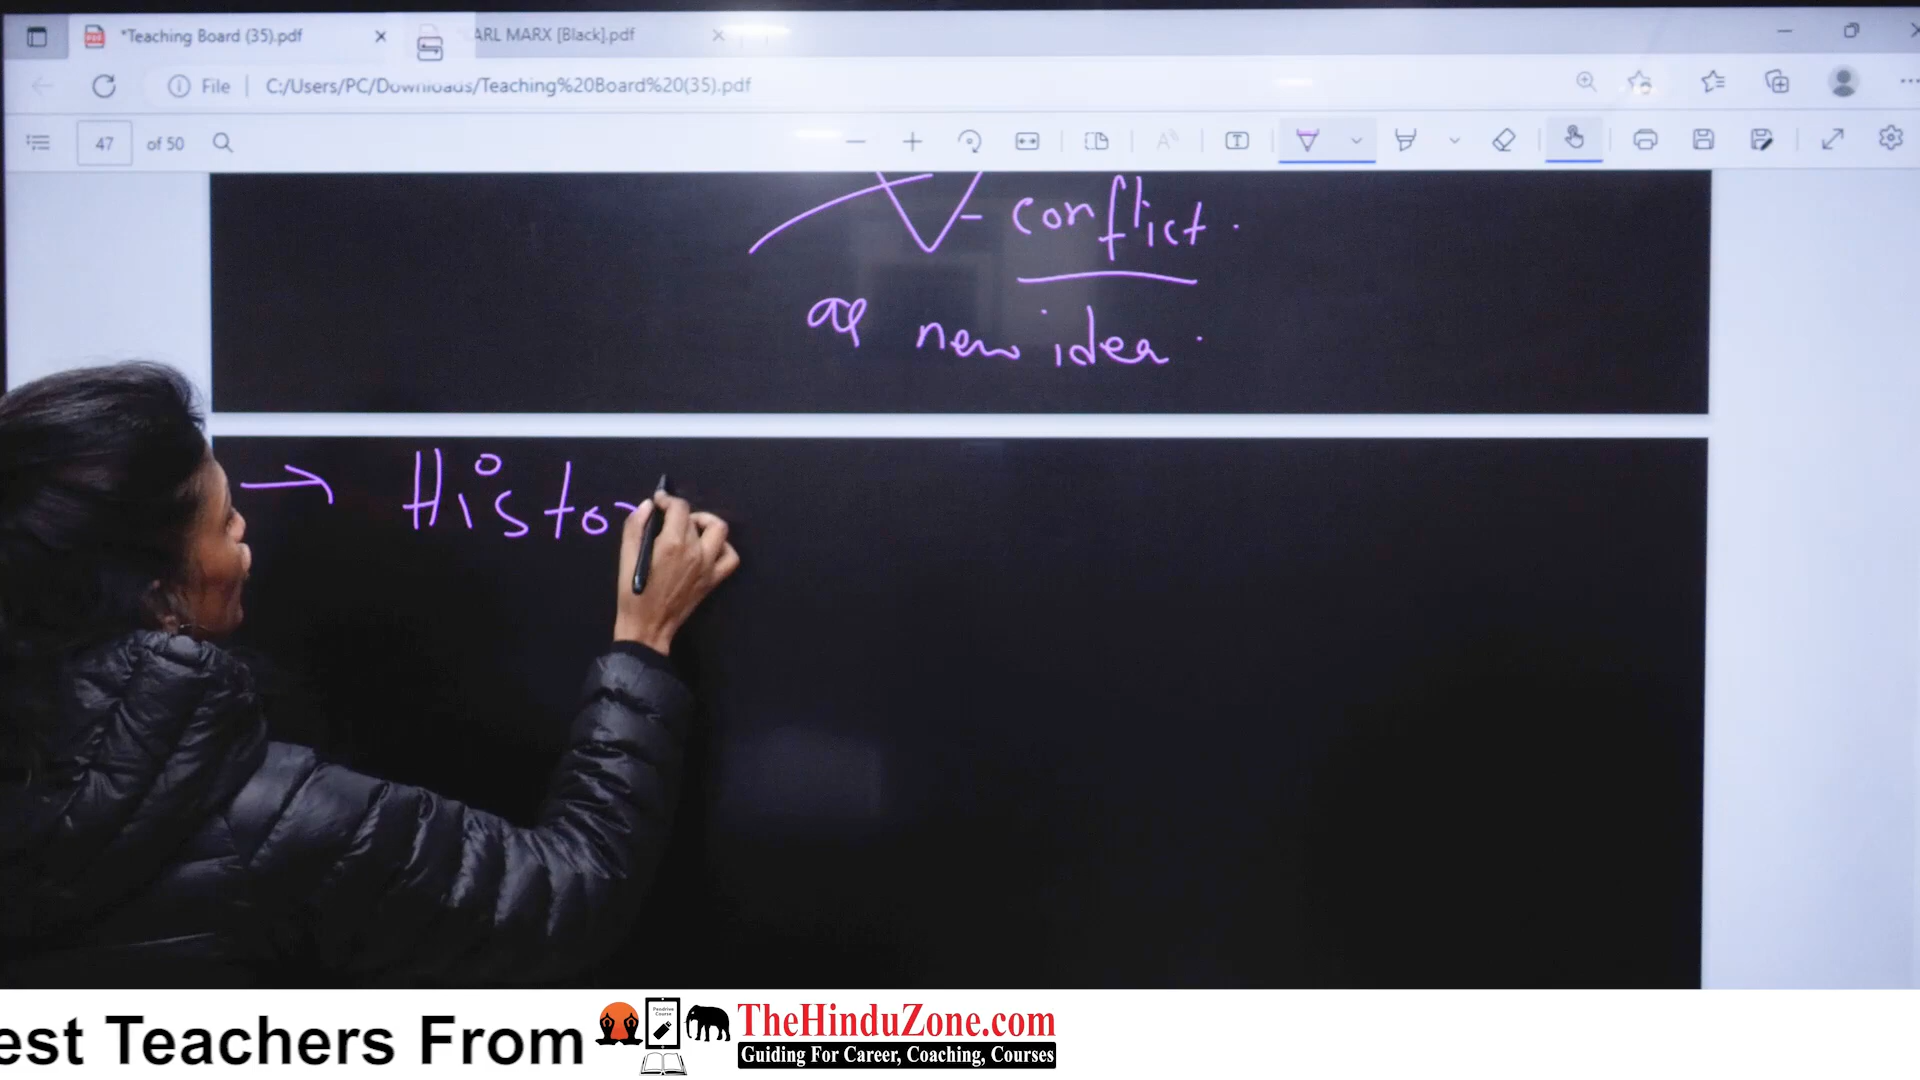 *Teaching Board (35).pdf
ARL MARX [Black].pdf
File C:/Users/PC/Downloads/Teaching%20Board%20(35).pdf
47 of 50
- conflict.
new idea.
→ Histor
est Teachers From
TheHinduZone.com
Guiding For Career, Coaching, Courses